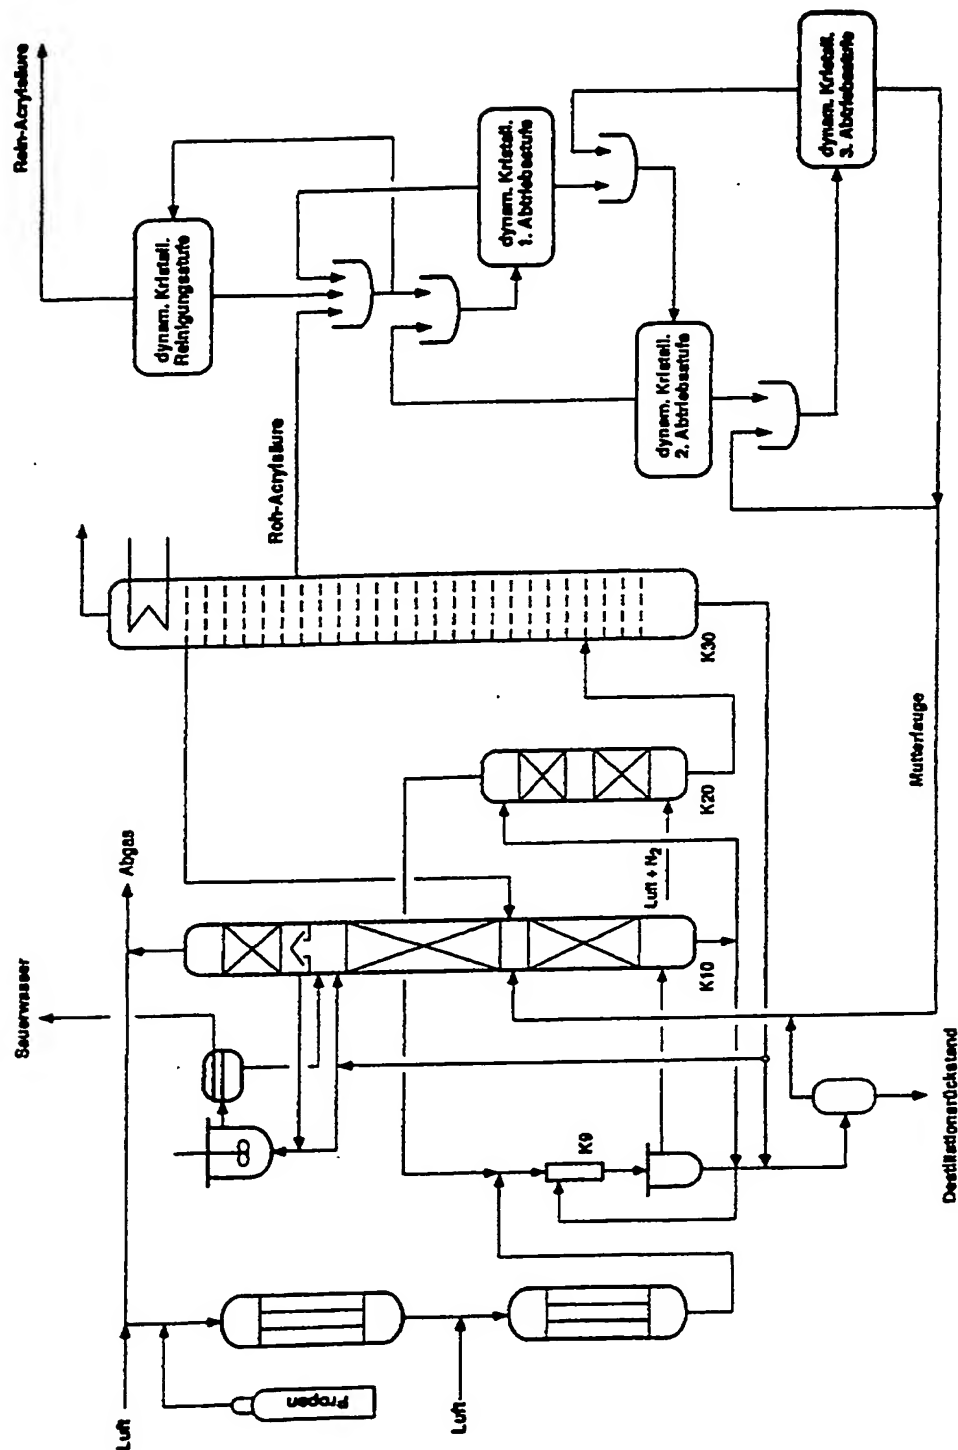 Rein-Acrylsäure
dynam. Kristall.
Reinigungsstufe
dynam. Kristall.
1. Abtriebsstufe
dynam. Kristall.
3. Abtriebsstufe
dynam. Kristall.
2. Abtriebsstufe
Roh-Acrylsäure
K30
Mutterlauge
K20
Luft + N₂
Abgas
K10
Sauerwasser
K9
Destillationsrückstand
Propen
Luft
Luft